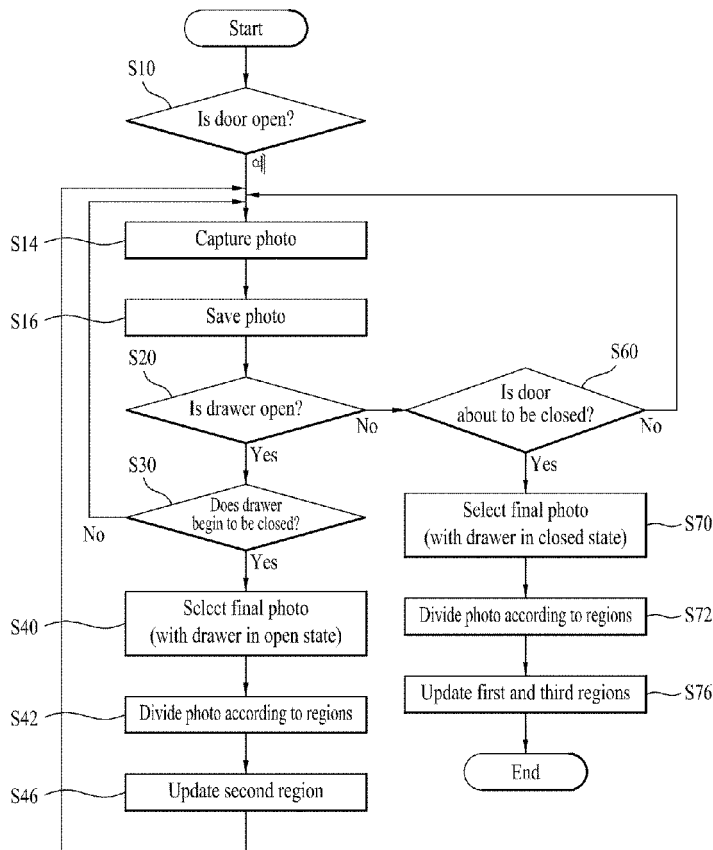 Start
S10
Is door open?
예
S14
Capture photo
S16
Save photo
S20
Is drawer open?
No
Yes
S60
Is door
about to be closed?
No
Yes
S30
Does drawer
begin to be closed?
No
Yes
S40
Select final photo
(with drawer in open state)
S42
Divide photo according to regions
S46
Update second region
Select final photo
(with drawer in closed state)
S70
Divide photo according to regions
S72
Update first and third regions
S76
End